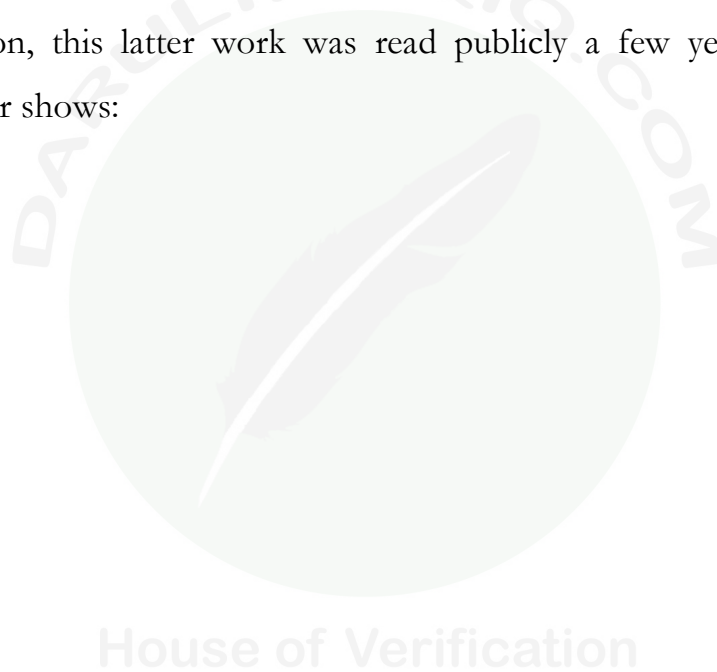 on, this latter work was read publicly a few ye
r shows:
House of Verification